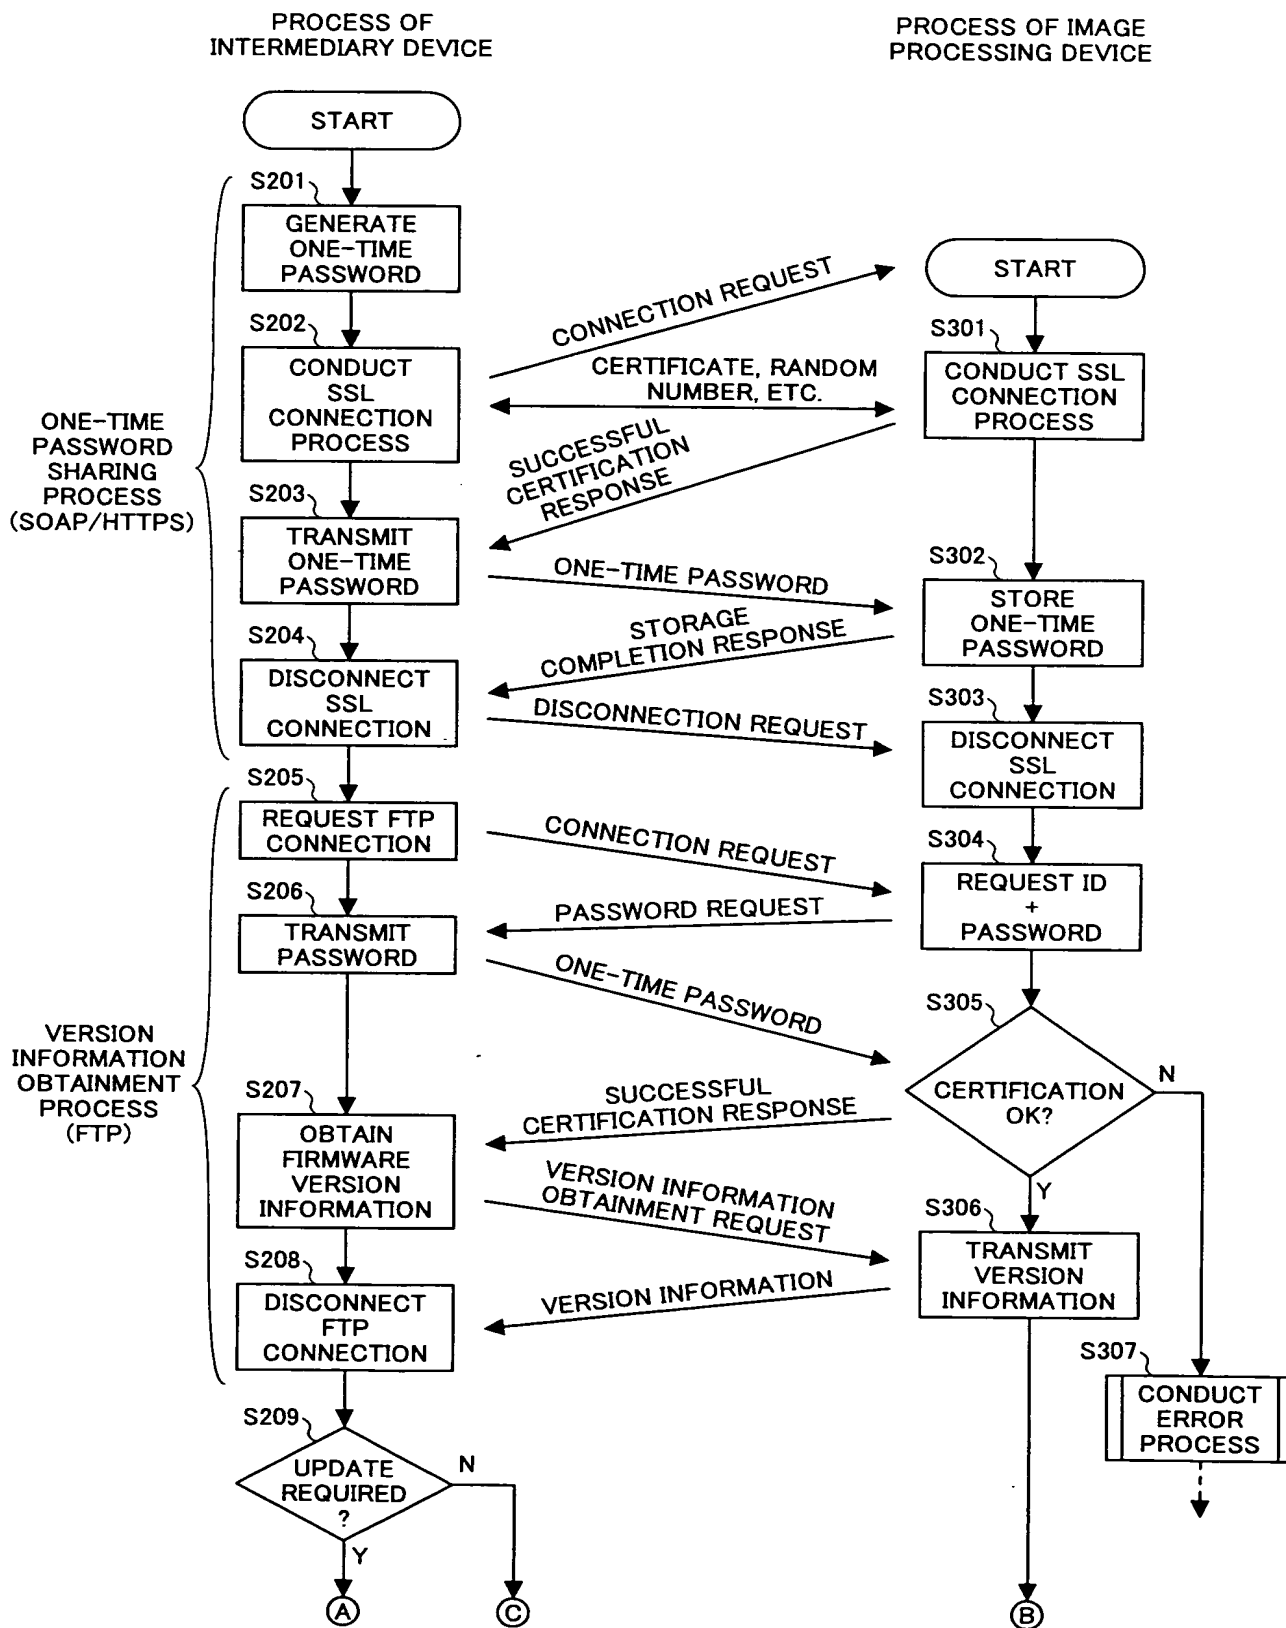 PROCESS OF
INTERMEDIARY DEVICE
PROCESS OF IMAGE
PROCESSING DEVICE
START
S201
GENERATE
ONE-TIME
PASSWORD
CONNECTION REQUEST
START
S202
CONDUCT
SSL
CONNECTION
PROCESS
CERTIFICATE, RANDOM
NUMBER, ETC.
S301
CONDUCT SSL
CONNECTION
PROCESS
ONE-TIME
PASSWORD
SHARING
PROCESS
(SOAP/HTTPS)
SUCCESSFUL
CERTIFICATION
RESPONSE
S203
TRANSMIT
ONE-TIME
PASSWORD
ONE-TIME PASSWORD
S302
STORE
ONE-TIME
PASSWORD
STORAGE
COMPLETION RESPONSE
S204
DISCONNECT
SSL
CONNECTION
DISCONNECTION REQUEST
S303
DISCONNECT
SSL
CONNECTION
S205
REQUEST FTP
CONNECTION
CONNECTION REQUEST
S304
REQUEST ID
+
PASSWORD
S206
TRANSMIT
PASSWORD
PASSWORD REQUEST
ONE-TIME PASSWORD
S305
CERTIFICATION
OK?
N
Y
VERSION
INFORMATION
OBTAINMENT
PROCESS
(FTP)
SUCCESSFUL
CERTIFICATION RESPONSE
S207
OBTAIN
FIRMWARE
VERSION
INFORMATION
VERSION INFORMATION
OBTAINMENT REQUEST
S306
TRANSMIT
VERSION
INFORMATION
S208
DISCONNECT
FTP
CONNECTION
VERSION INFORMATION
S307
CONDUCT
ERROR
PROCESS
S209
UPDATE
REQUIRED
?
N
Y
A
C
B